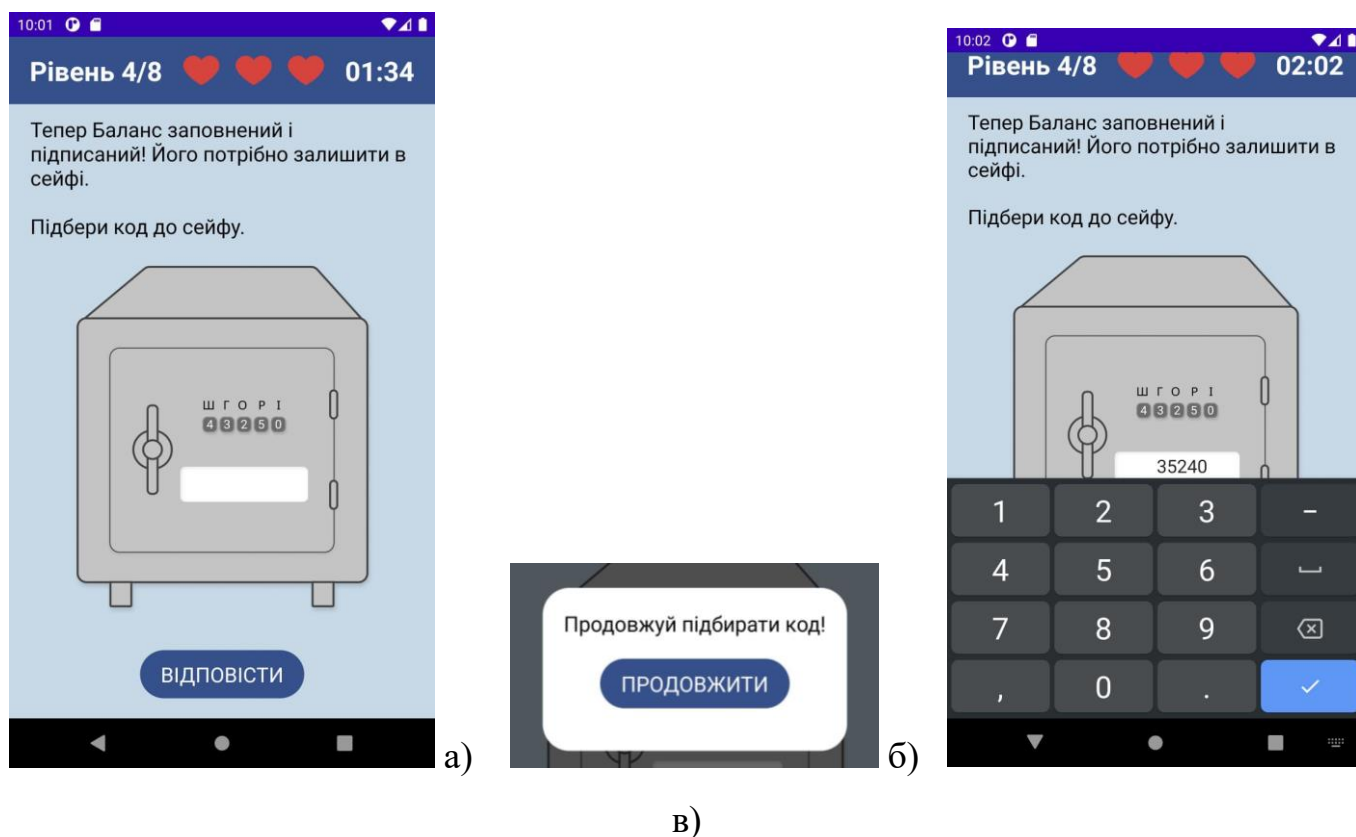 10:01
Рівень 4/8 01:34
Тепер Баланс заповнений і
підписаний! Його потрібно залишити в
сейфі.
Підбери код до сейфу.
Ш Г О Р І
4 3 2 5 0
ВІДПОВІСТИ
а)
Продовжуй підбирати код!
ПРОДОВЖИТИ
б)
10:02
Рівень 4/8 02:02
Тепер Баланс заповнений і
підписаний! Його потрібно залишити в
сейфі.
Підбери код до сейфу.
Ш Г О Р І
4 3 2 5 0
35240
1 2 3 –
4 5 6
7 8 9
, 0 .
в)